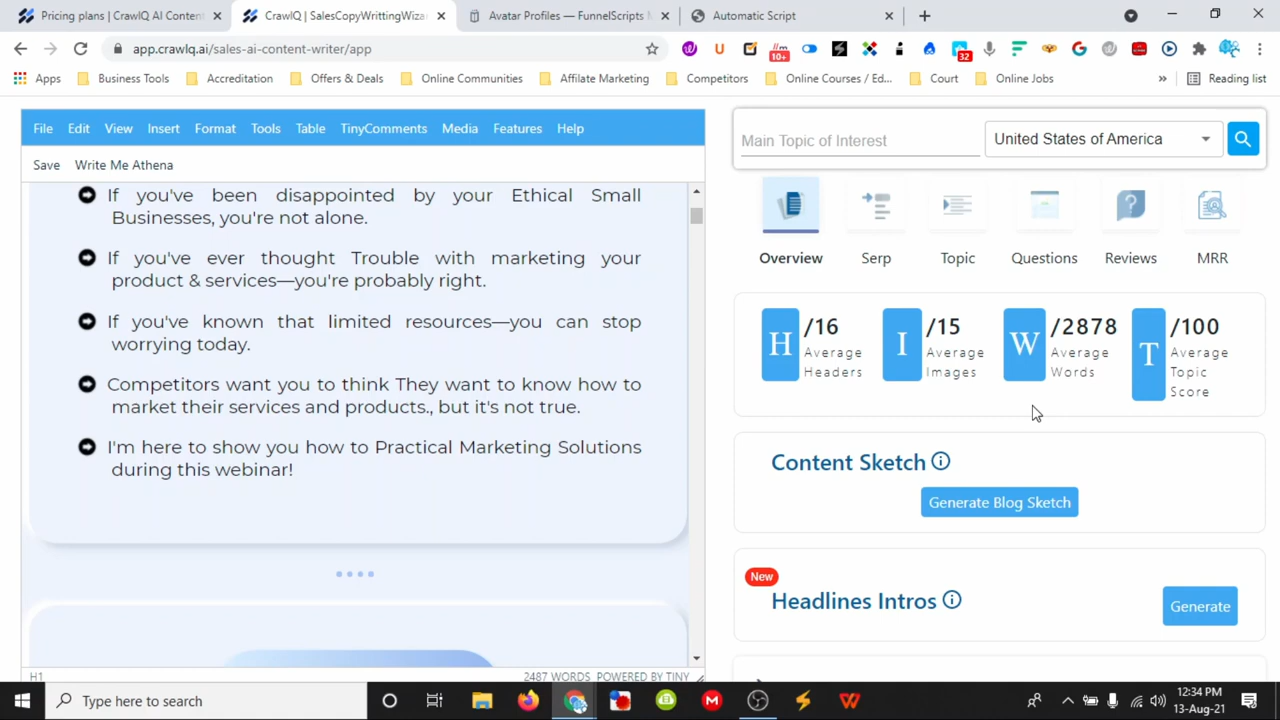 Pricing plans | CrawlQ AI Content
CrawlQ | SalesCopyWrittingWiza
Avatar Profiles — FunnelScripts M
Automatic Script
app.crawlq.ai/sales-ai-content-writer/app
10+
32
Apps
Business Tools
Accreditation
Offers & Deals
Online Communities
Affilate Marketing
Competitors
Online Courses / Ed...
Court
Online Jobs
»
Reading list
File Edit View Insert Format Tools Table TinyComments Media Features Help
Save Write Me Athena
If you've been disappointed by your Ethical Small
Businesses, you're not alone.
If you've ever thought Trouble with marketing your
product & services—you're probably right.
If you've known that limited resources—you can stop
worrying today.
Competitors want you to think They want to know how to
market their services and products., but it's not true.
I'm here to show you how to Practical Marketing Solutions
during this webinar!
H1
2487 WORDS POWERED BY TINY
Main Topic of Interest
United States of America
Overview Serp Topic Questions Reviews MRR
H /16 Average Headers
I /15 Average Images
W /2878 Average Words
T /100 Average Topic Score
Content Sketch
Generate Blog Sketch
New
Headlines Intros
Generate
Type here to search
12:34 PM
13-Aug-21